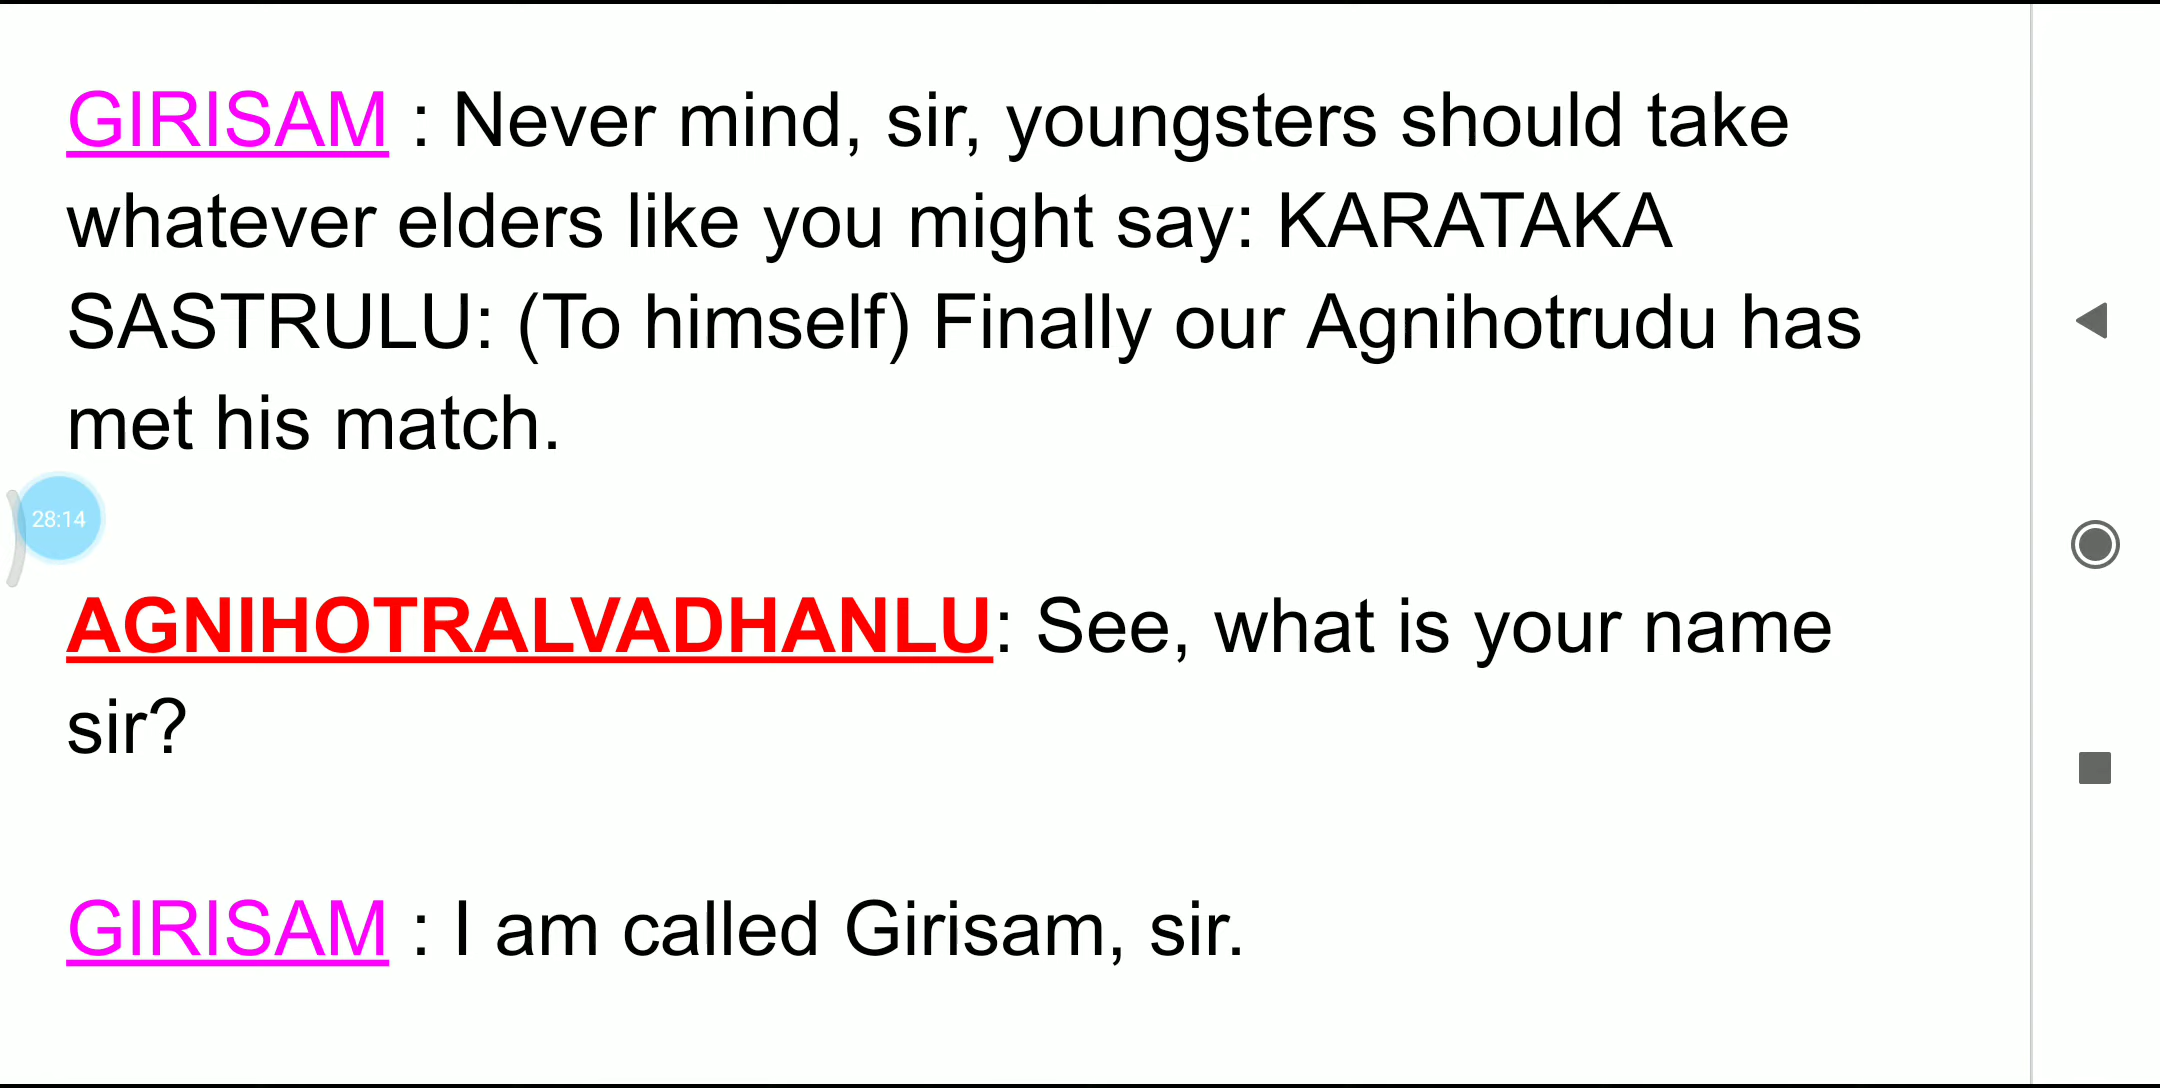 GIRISAM : Never mind, sir, youngsters should take
whatever elders like you might say: KARATAKA
SASTRULU: (To himself) Finally our Agnihotrudu has
met his match.
28:14
AGNIHOTRALVADHANLU: See, what is your name
sir?
GIRISAM : I am called Girisam, sir.